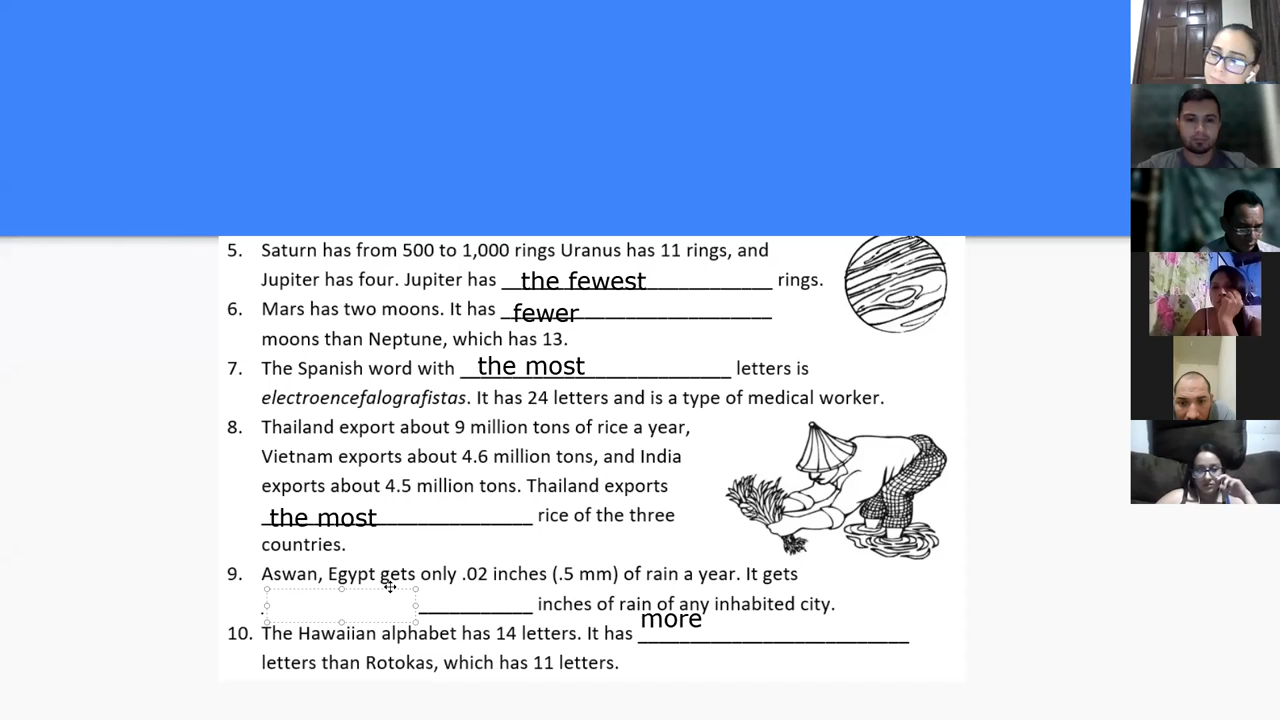 5. Saturn has from 500 to 1,000 rings Uranus has 11 rings, and
Jupiter has four. Jupiter has the fewest rings.
6. Mars has two moons. It has fewer
moons than Neptune, which has 13.
7. The Spanish word with the most letters is
electroencefalografistas. It has 24 letters and is a type of medical worker.
8. Thailand export about 9 million tons of rice a year,
Vietnam exports about 4.6 million tons, and India
exports about 4.5 million tons. Thailand exports
the most rice of the three
countries.
9. Aswan, Egypt gets only .02 inches (.5 mm) of rain a year. It gets
____________ inches of rain of any inhabited city.
10. The Hawaiian alphabet has 14 letters. It has more
letters than Rotokas, which has 11 letters.